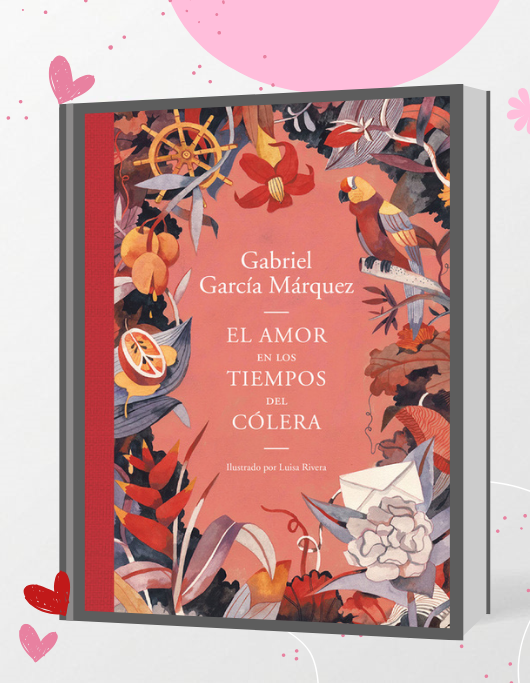 Gabriel
García Márquez
EL AMOR
EN LOS
TIEMPOS
DEL
CÓLERA
Ilustrado por Luisa Rivera